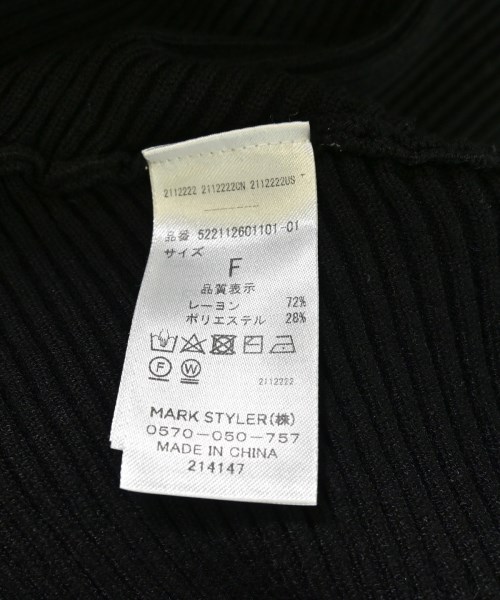 2112222 2112222CN 2112222US
品番 522112601101-01
サイズ
F
品質表示
レーヨン 72%
ポリエステル 28%
F W
2112222
MARK STYLER(株)
0570-050-757
MADE IN CHINA
214147